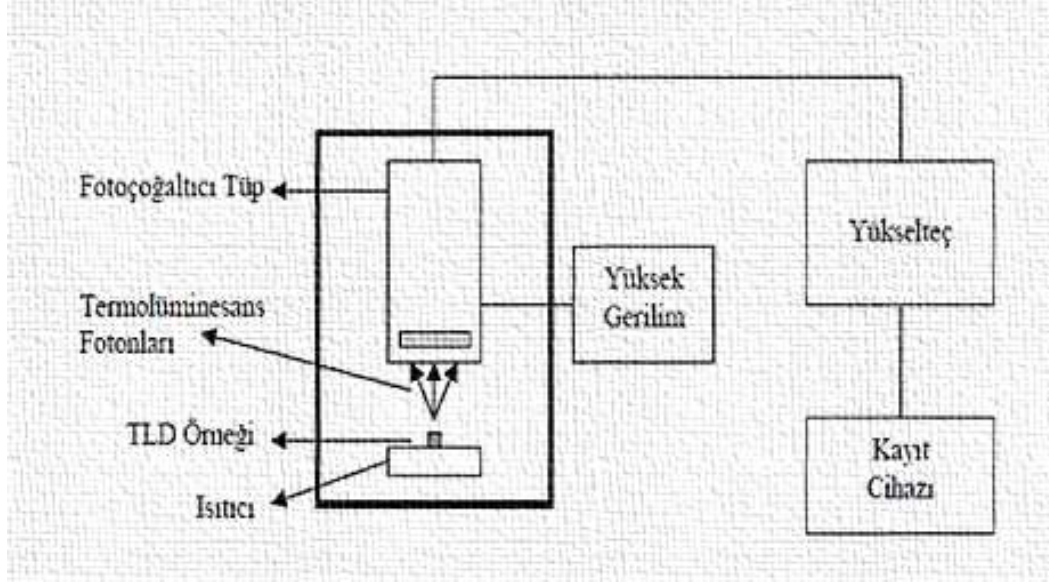 Fotoçoğaltıcı Tüp
Termolüminesans
Fotonları
TLD Örneği
Isıtıcı
Yüksek
Gerilim
Yükselteç
Kayıt
Cihazı